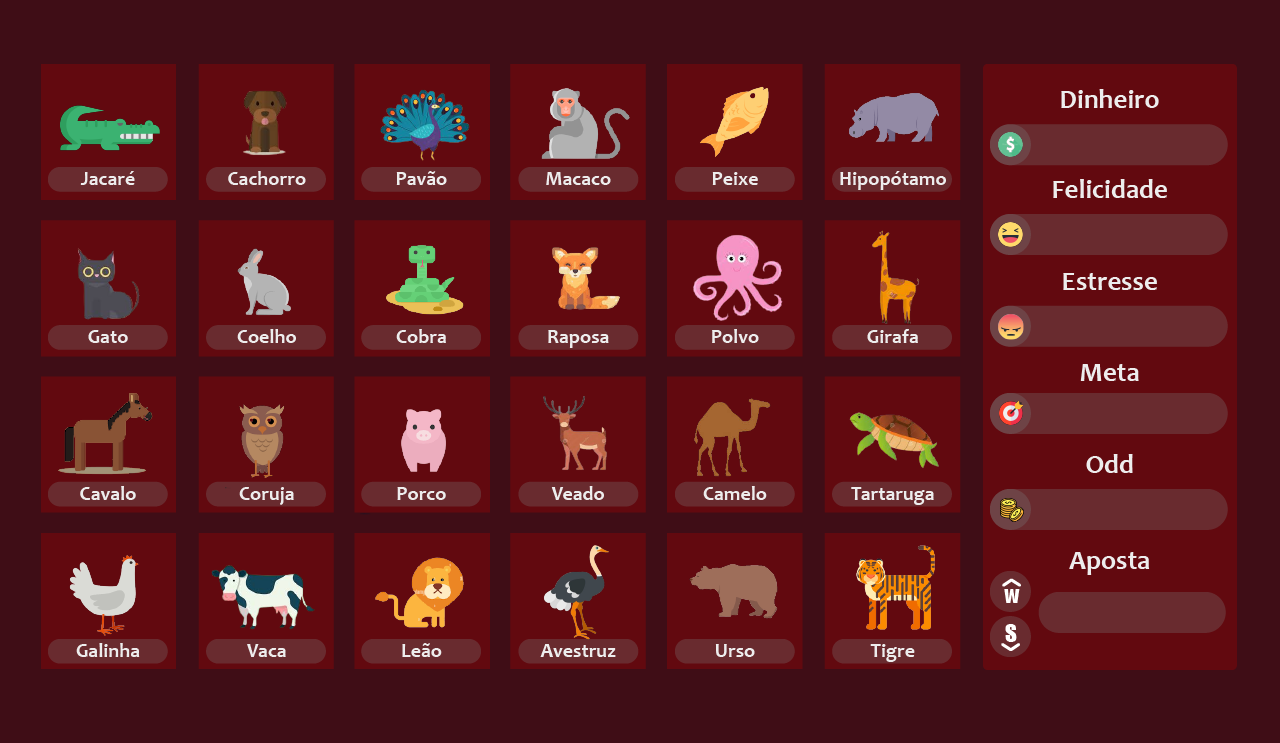 Jacaré
Cachorro
Pavão
Macaco
Peixe
Hipopótamo
Gato
Coelho
Cobra
Raposa
Polvo
Girafa
Cavalo
Coruja
Porco
Veado
Camelo
Tartaruga
Galinha
Vaca
Leão
Avestruz
Urso
Tigre
Dinheiro
$
Felicidade
Estresse
Meta
Odd
Aposta
W
S